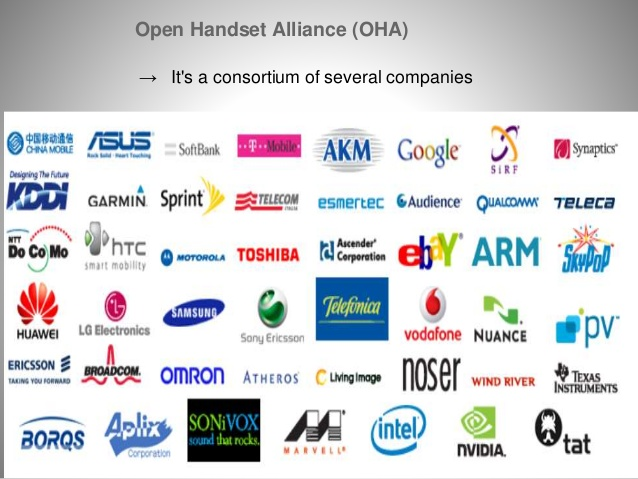 Open Handset Alliance (OHA)
→ It's a consortium of several companies
中国移动通信
CHINA MOBILE
ASUS
Rock Solid · Heart Touching
SoftBank
T··Mobile·
AKM
Google
SiRF
Synaptics
Designing The Future
KDDI
GARMIN
Sprint
TELECOM
ITALIA
esmertec
Audience
QUALCOMM
TELECA
NTT
DoCoMo
htc
smart mobility
MOTOROLA
TOSHIBA
Ascender
Corporation
ebaY
ARM
SkyPop
HUAWEI
LG Electronics
SAMSUNG
Sony Ericsson
Telefónica
vodafone
NUANCE
pv
ERICSSON
TAKING YOU FORWARD
BROADCOM.
OMRON
ATHEROS
Living Image
noser
WIND RIVER
TEXAS
INSTRUMENTS
BORQS
Aplix
Corporation
SONiVOX
sound that rocks.
MARVELL
intel
NVIDIA.
tat